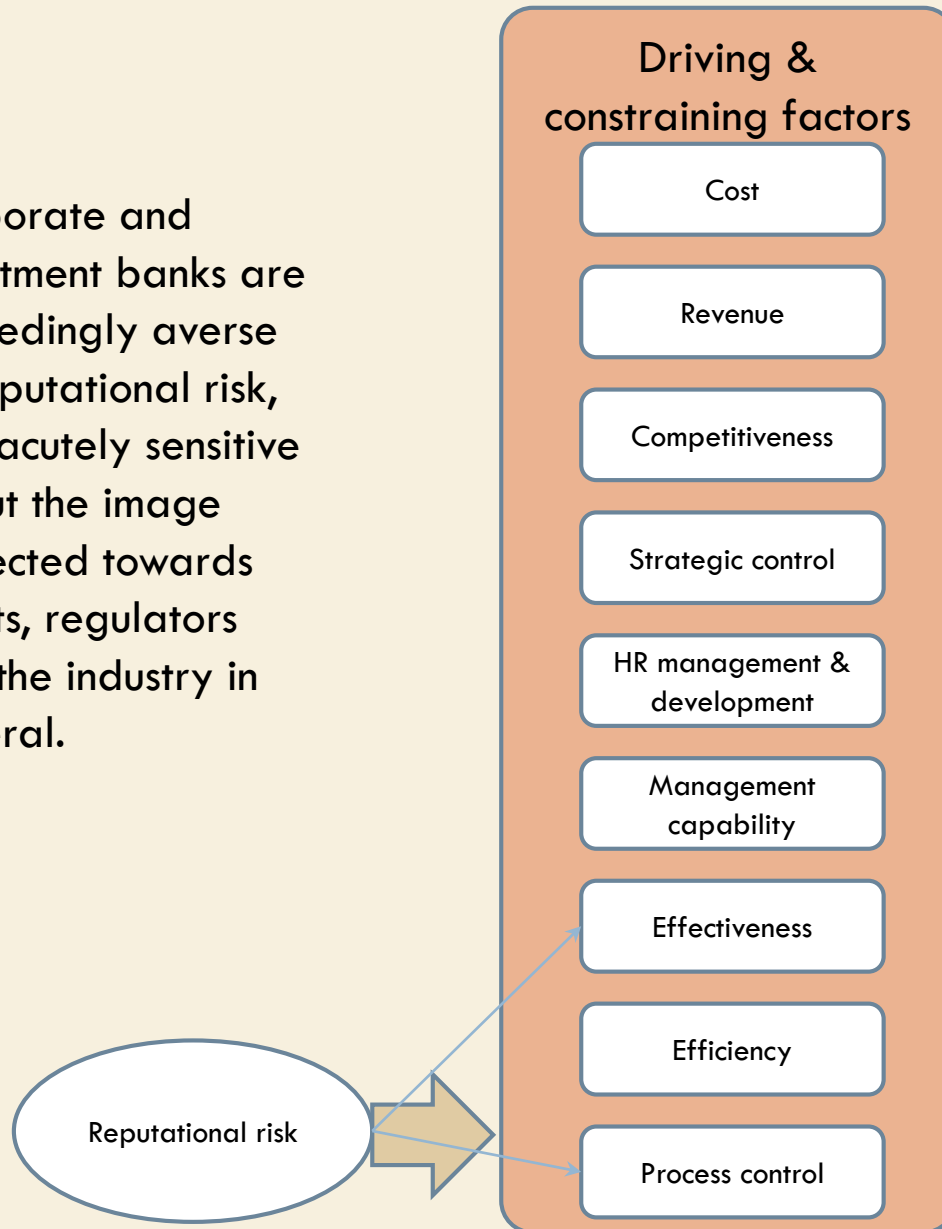 porate and
tment banks are
edingly averse
putational risk,
acutely sensitive
ut the image
ected towards
ts, regulators
the industry in
ral.
Driving &
constraining factors
Cost
Revenue
Competitiveness
Strategic control
HR management &
development
Management
capability
Effectiveness
Efficiency
Process control
Reputational risk